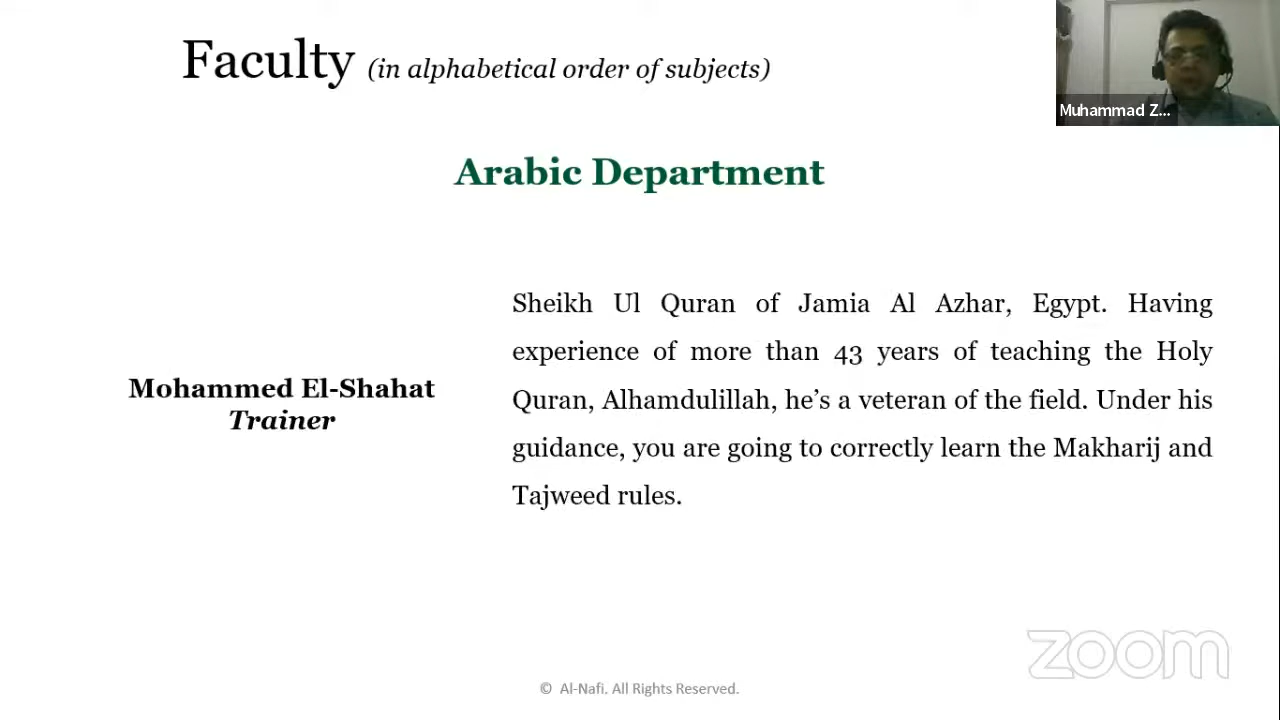 Faculty (in alphabetical order of subjects)
Muhammad Z...
Arabic Department
Mohammed El-Shahat
Trainer
Sheikh Ul Quran of Jamia Al Azhar, Egypt. Having
experience of more than 43 years of teaching the Holy
Quran, Alhamdulillah, he's a veteran of the field. Under his
guidance, you are going to correctly learn the Makharij and
Tajweed rules.
zoom
© Al-Nafi. All Rights Reserved.